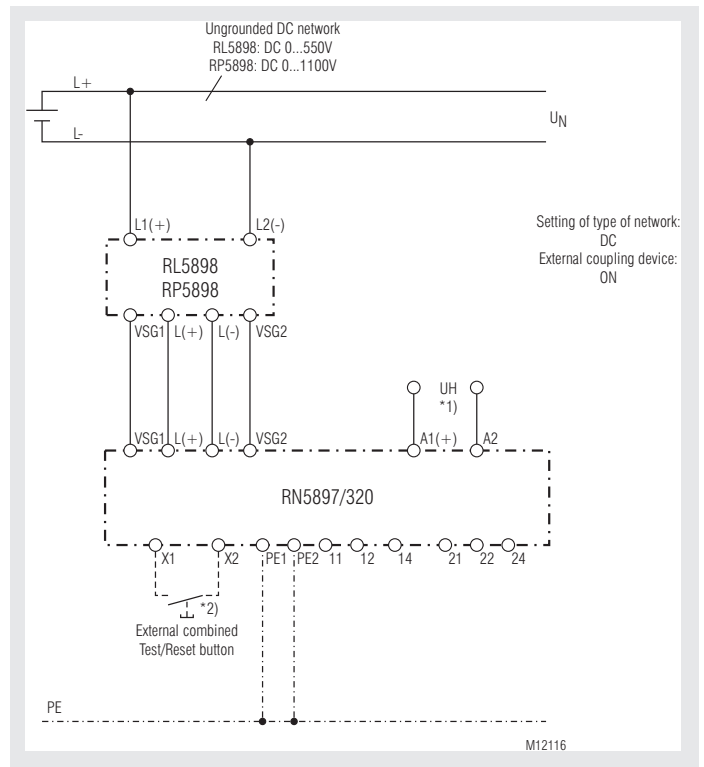 Ungrounded DC network
RL5898: DC 0...550V
RP5898: DC 0...1100V
L+
UN
L-
L1(+) L2(-)
Setting of type of network:
DC
External coupling device:
ON
RL5898
RP5898
VSG1 L(+) L(-) VSG2
UH
*1)
VSG1 L(+) L(-) VSG2 A1(+) A2
RN5897/320
X1 X2 PE1 PE2 11 12 14 21 22 24
*2)
External combined
Test/Reset button
PE
M12116